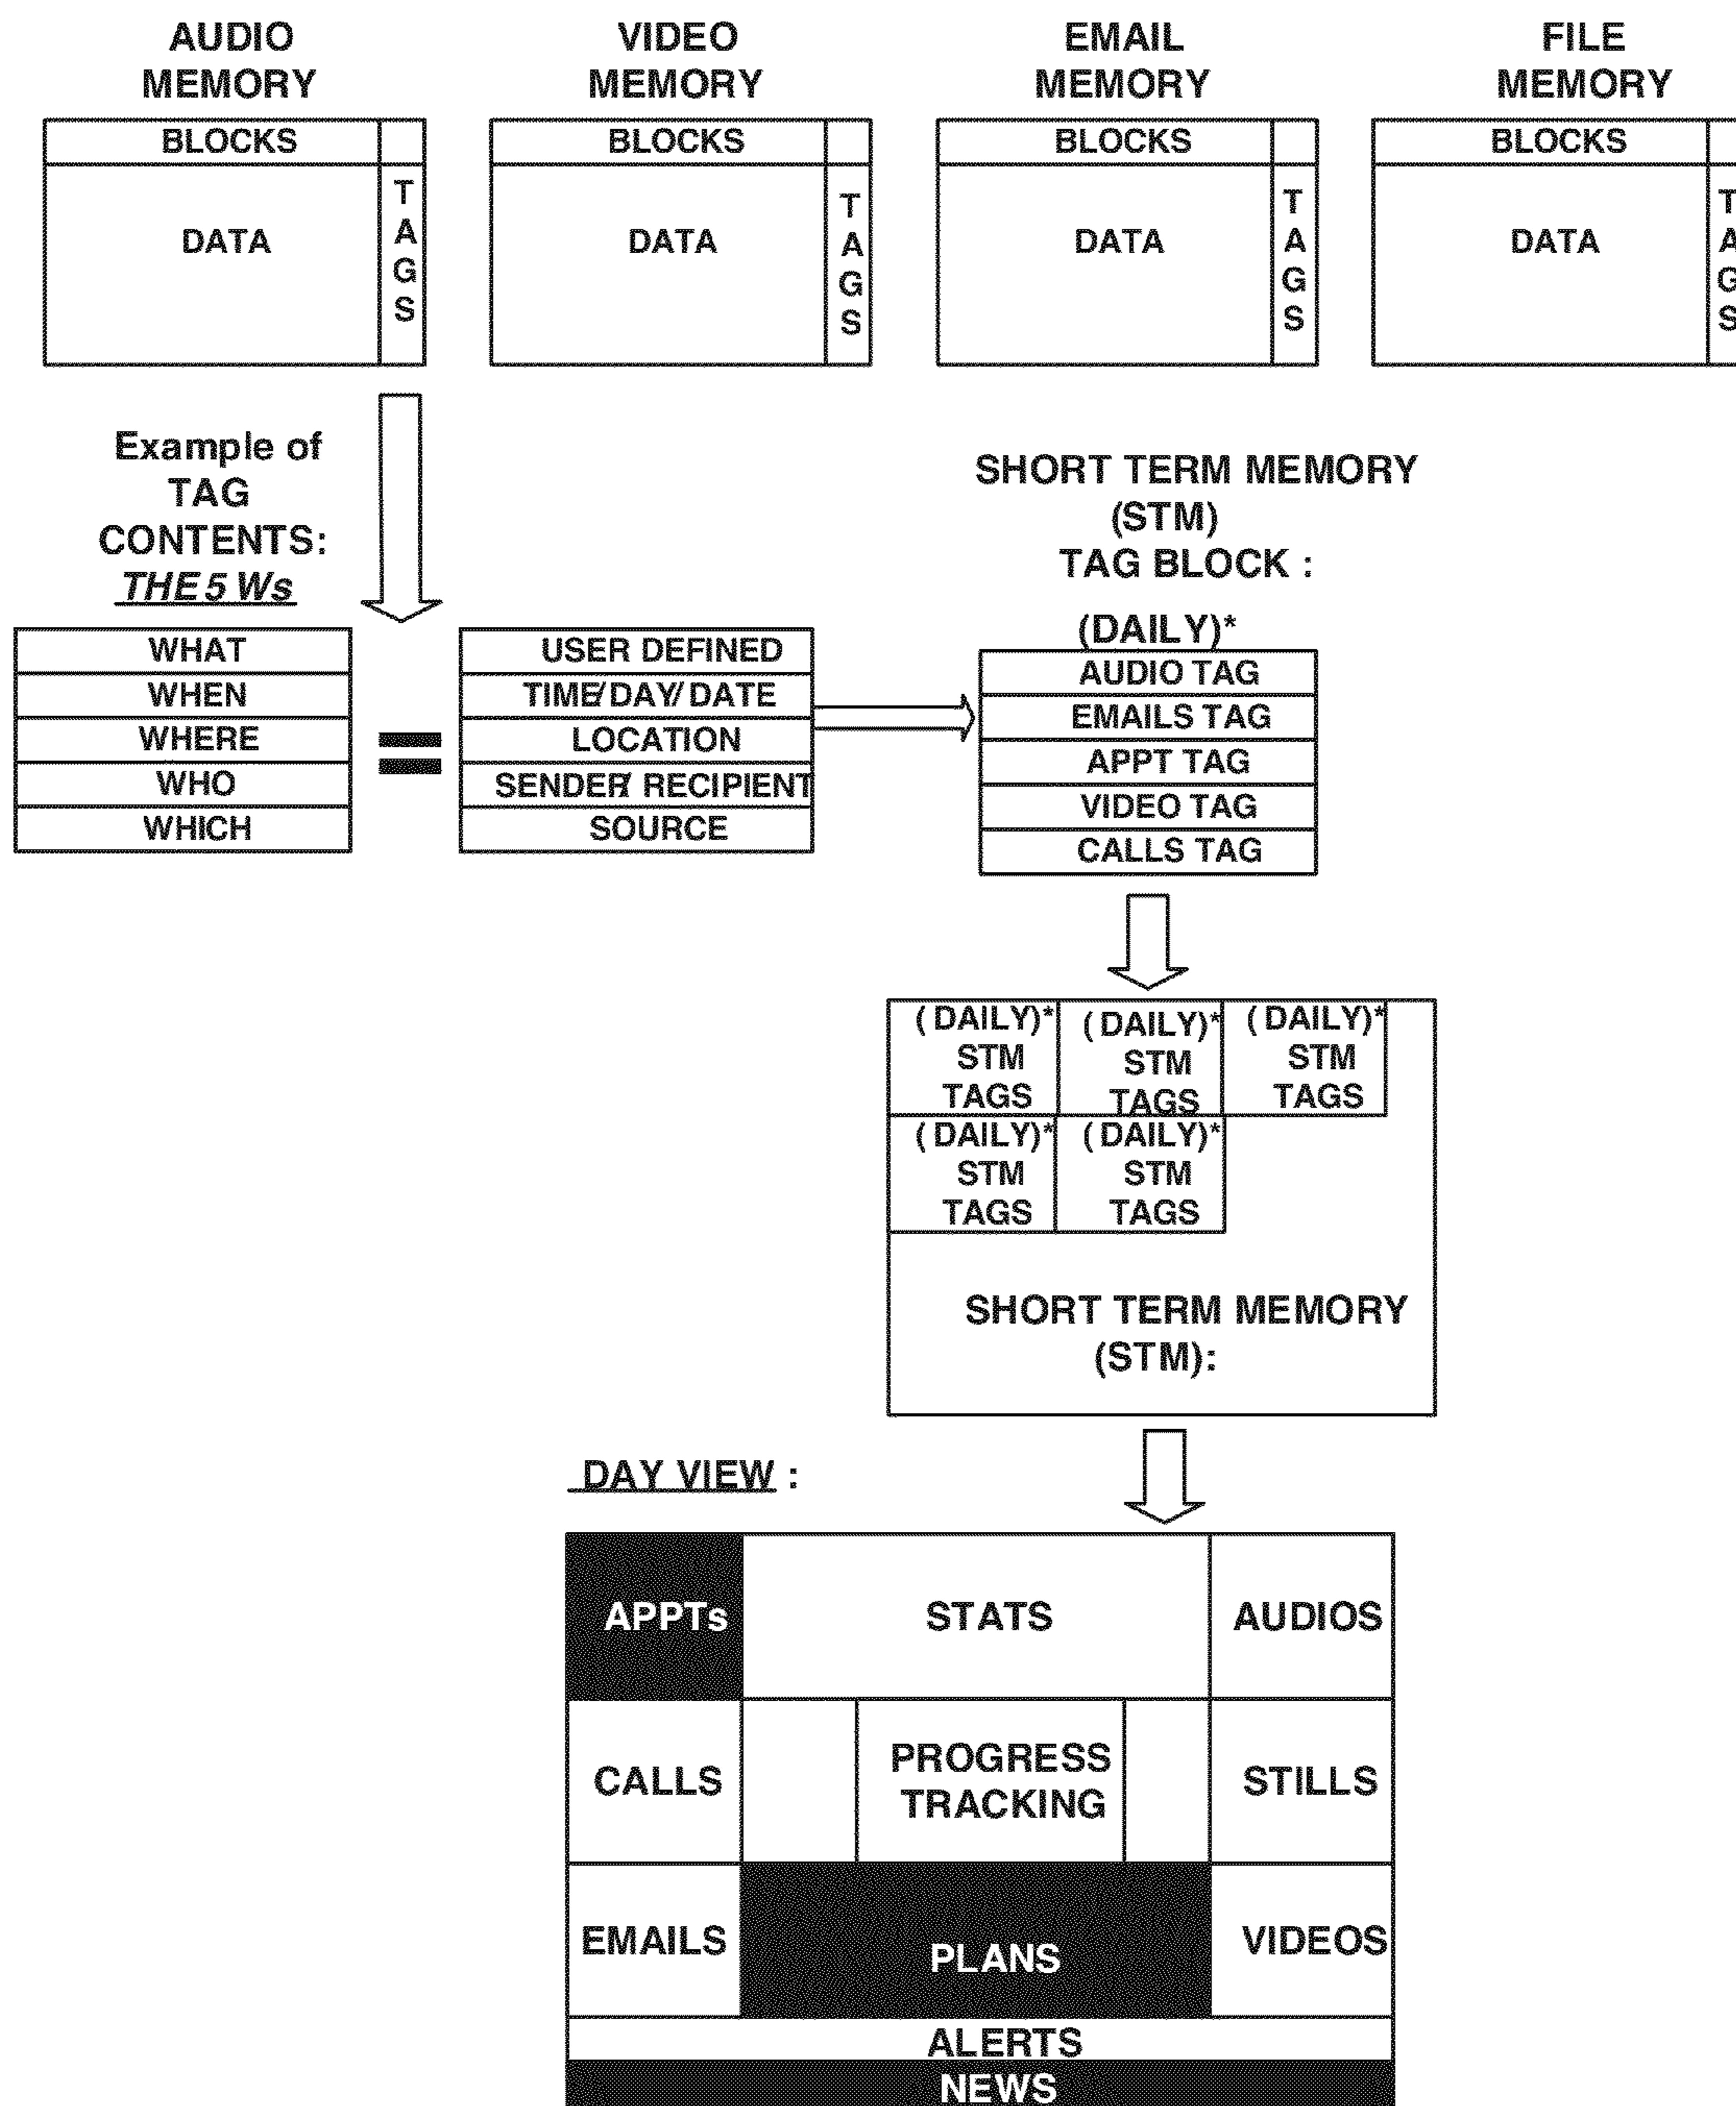 AUDIO
MEMORY
VIDEO
MEMORY
EMAIL
MEMORY
FILE
MEMORY
BLOCKS
DATA
TAGS
BLOCKS
DATA
TAGS
BLOCKS
DATA
TAGS
BLOCKS
DATA
TAGS
Example of
TAG
CONTENTS:
THE 5 Ws
WHAT
WHEN
WHERE
WHO
WHICH
=
USER DEFINED
TIME/DAY/DATE
LOCATION
SENDER/ RECIPIENT
SOURCE
SHORT TERM MEMORY
(STM)
TAG BLOCK :
(DAILY)*
AUDIO TAG
EMAILS TAG
APPT TAG
VIDEO TAG
CALLS TAG
(DAILY)*
STM
TAGS
(DAILY)*
STM
TAGS
(DAILY)*
STM
TAGS
(DAILY)*
STM
TAGS
(DAILY)*
STM
TAGS
SHORT TERM MEMORY
(STM):
DAY VIEW :
APPTs
STATS
AUDIOS
CALLS
PROGRESS
TRACKING
STILLS
EMAILS
PLANS
VIDEOS
ALERTS
NEWS